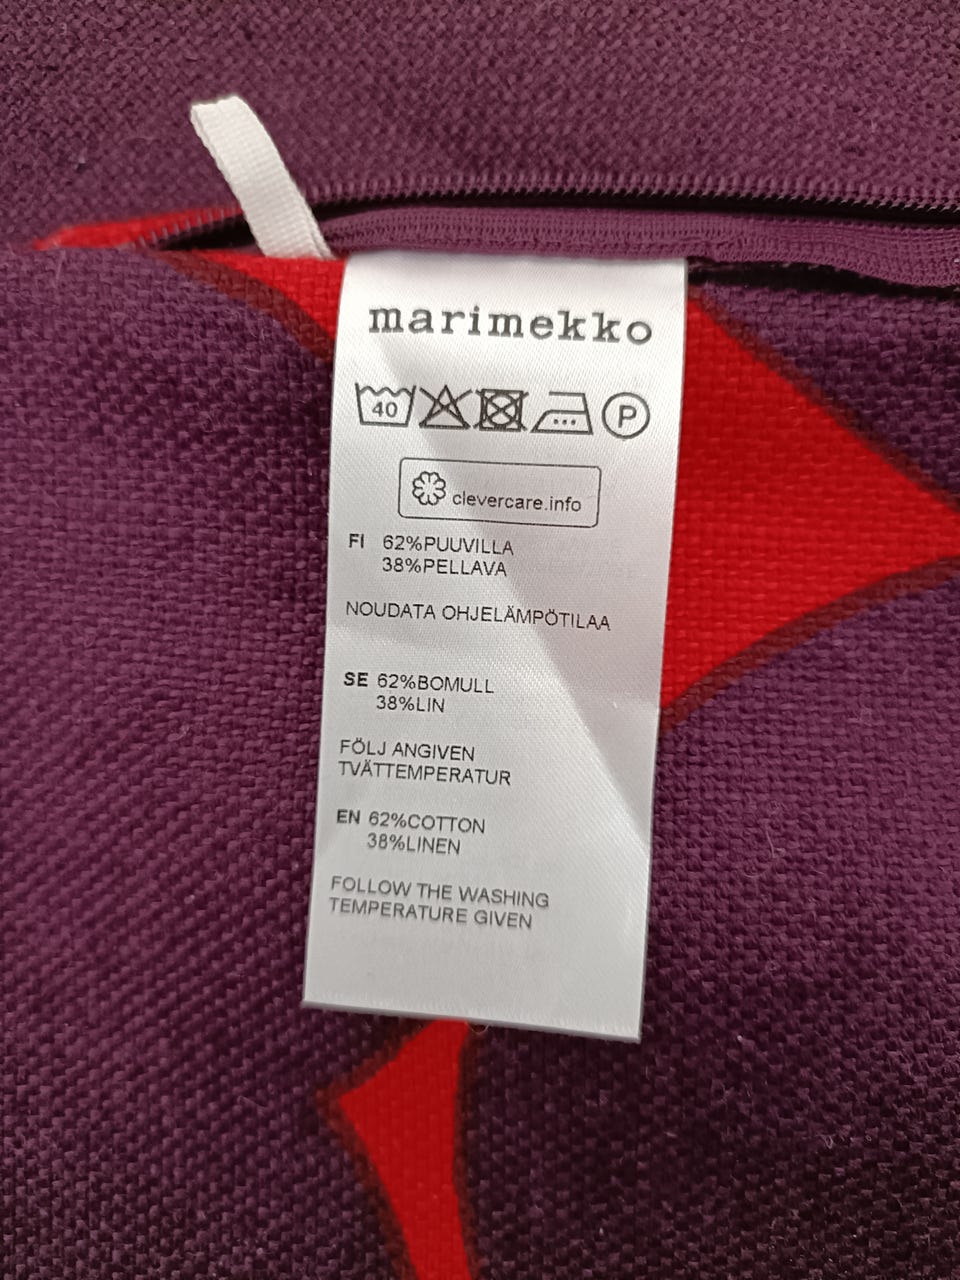 marimekko
40 P
clevercare.info
FI 62%PUUVILLA
38%PELLAVA
NOUDATA OHJELÄMPÖTILAA
SE 62%BOMULL
38%LIN
FÖLJ ANGIVEN
TVÄTTEMPERATUR
EN 62%COTTON
38%LINEN
FOLLOW THE WASHING
TEMPERATURE GIVEN